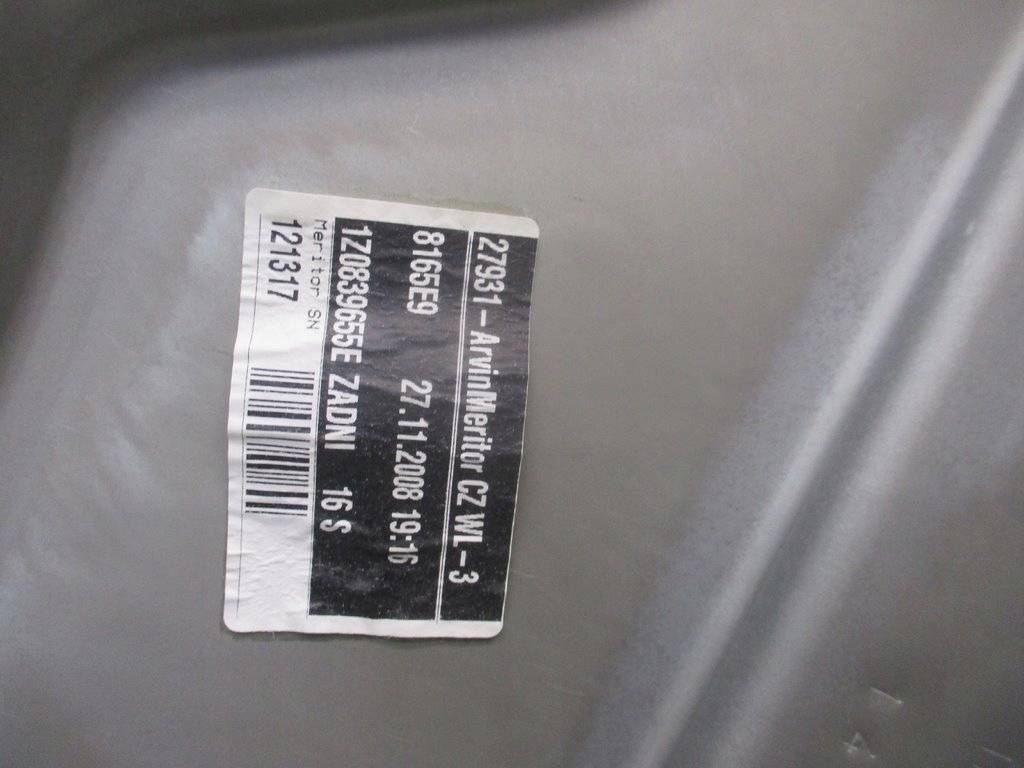 27931-ArvinMeritor CZ WL-3
8165E9 27.11.2008 19:16
1Z0839655E ZADNI 16 S
Meritor SN
121317